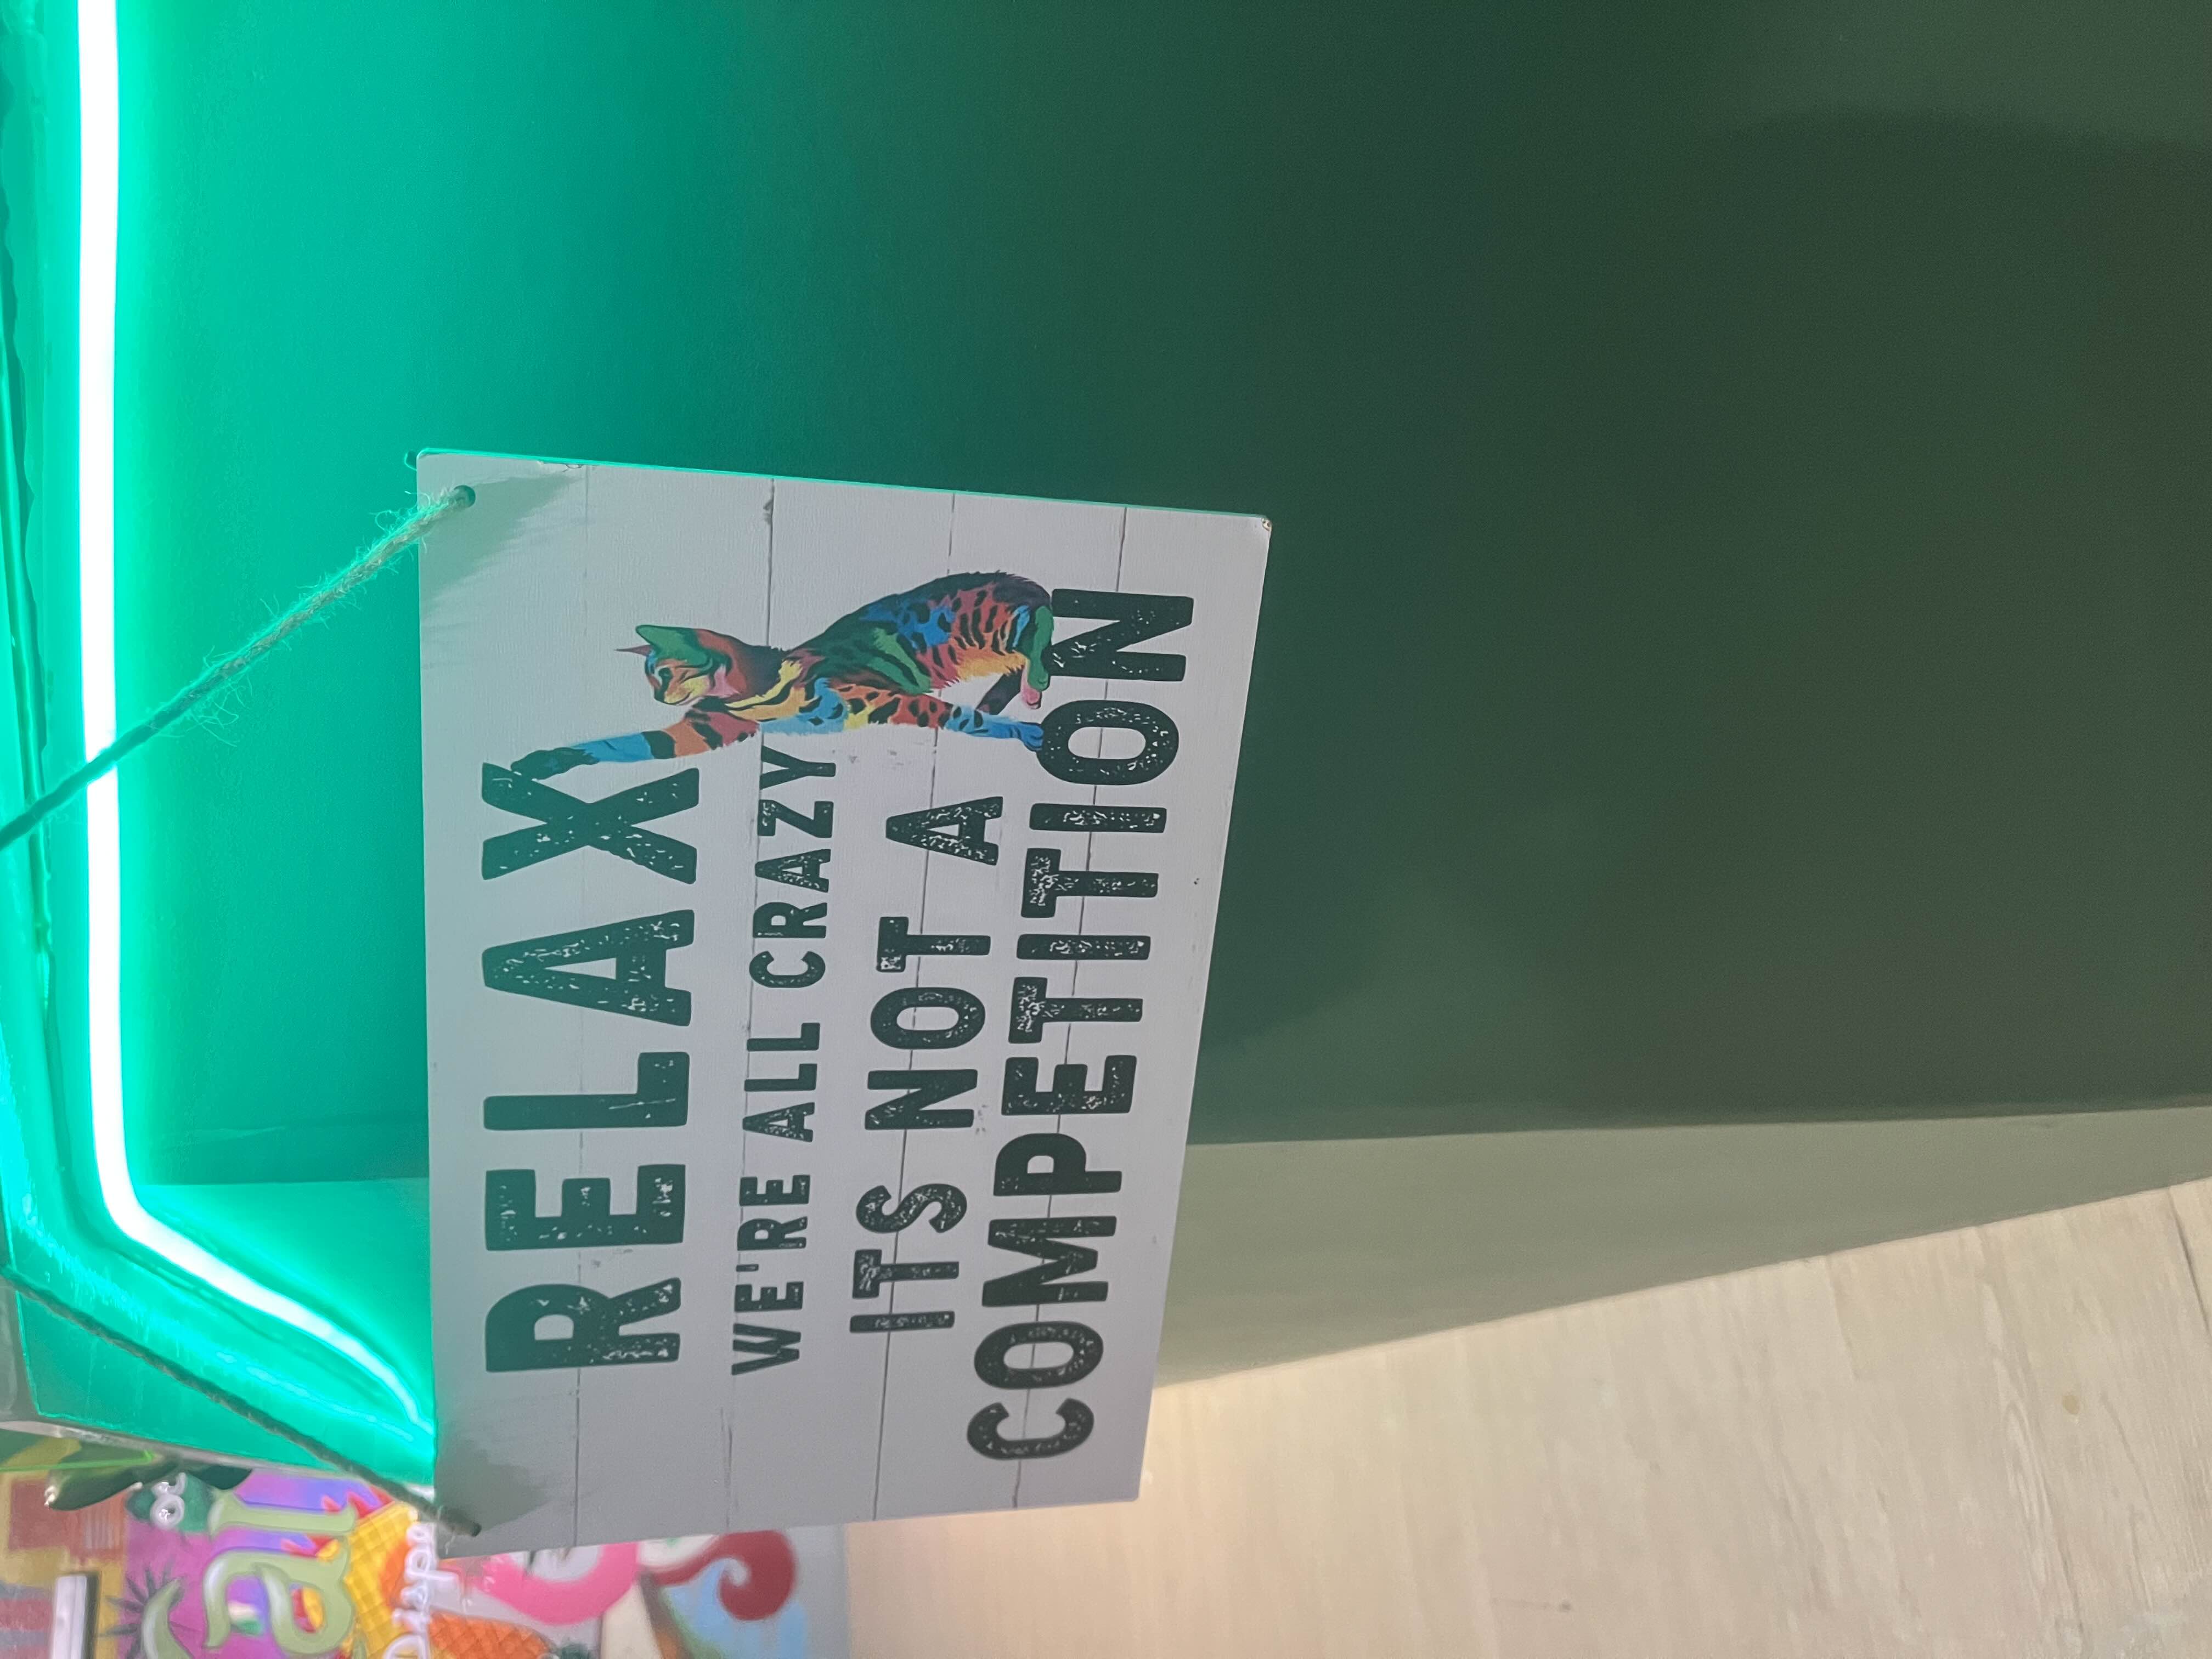 RELAX
WE'RE ALL CRAZY
ITS NOT A
COMPETITION